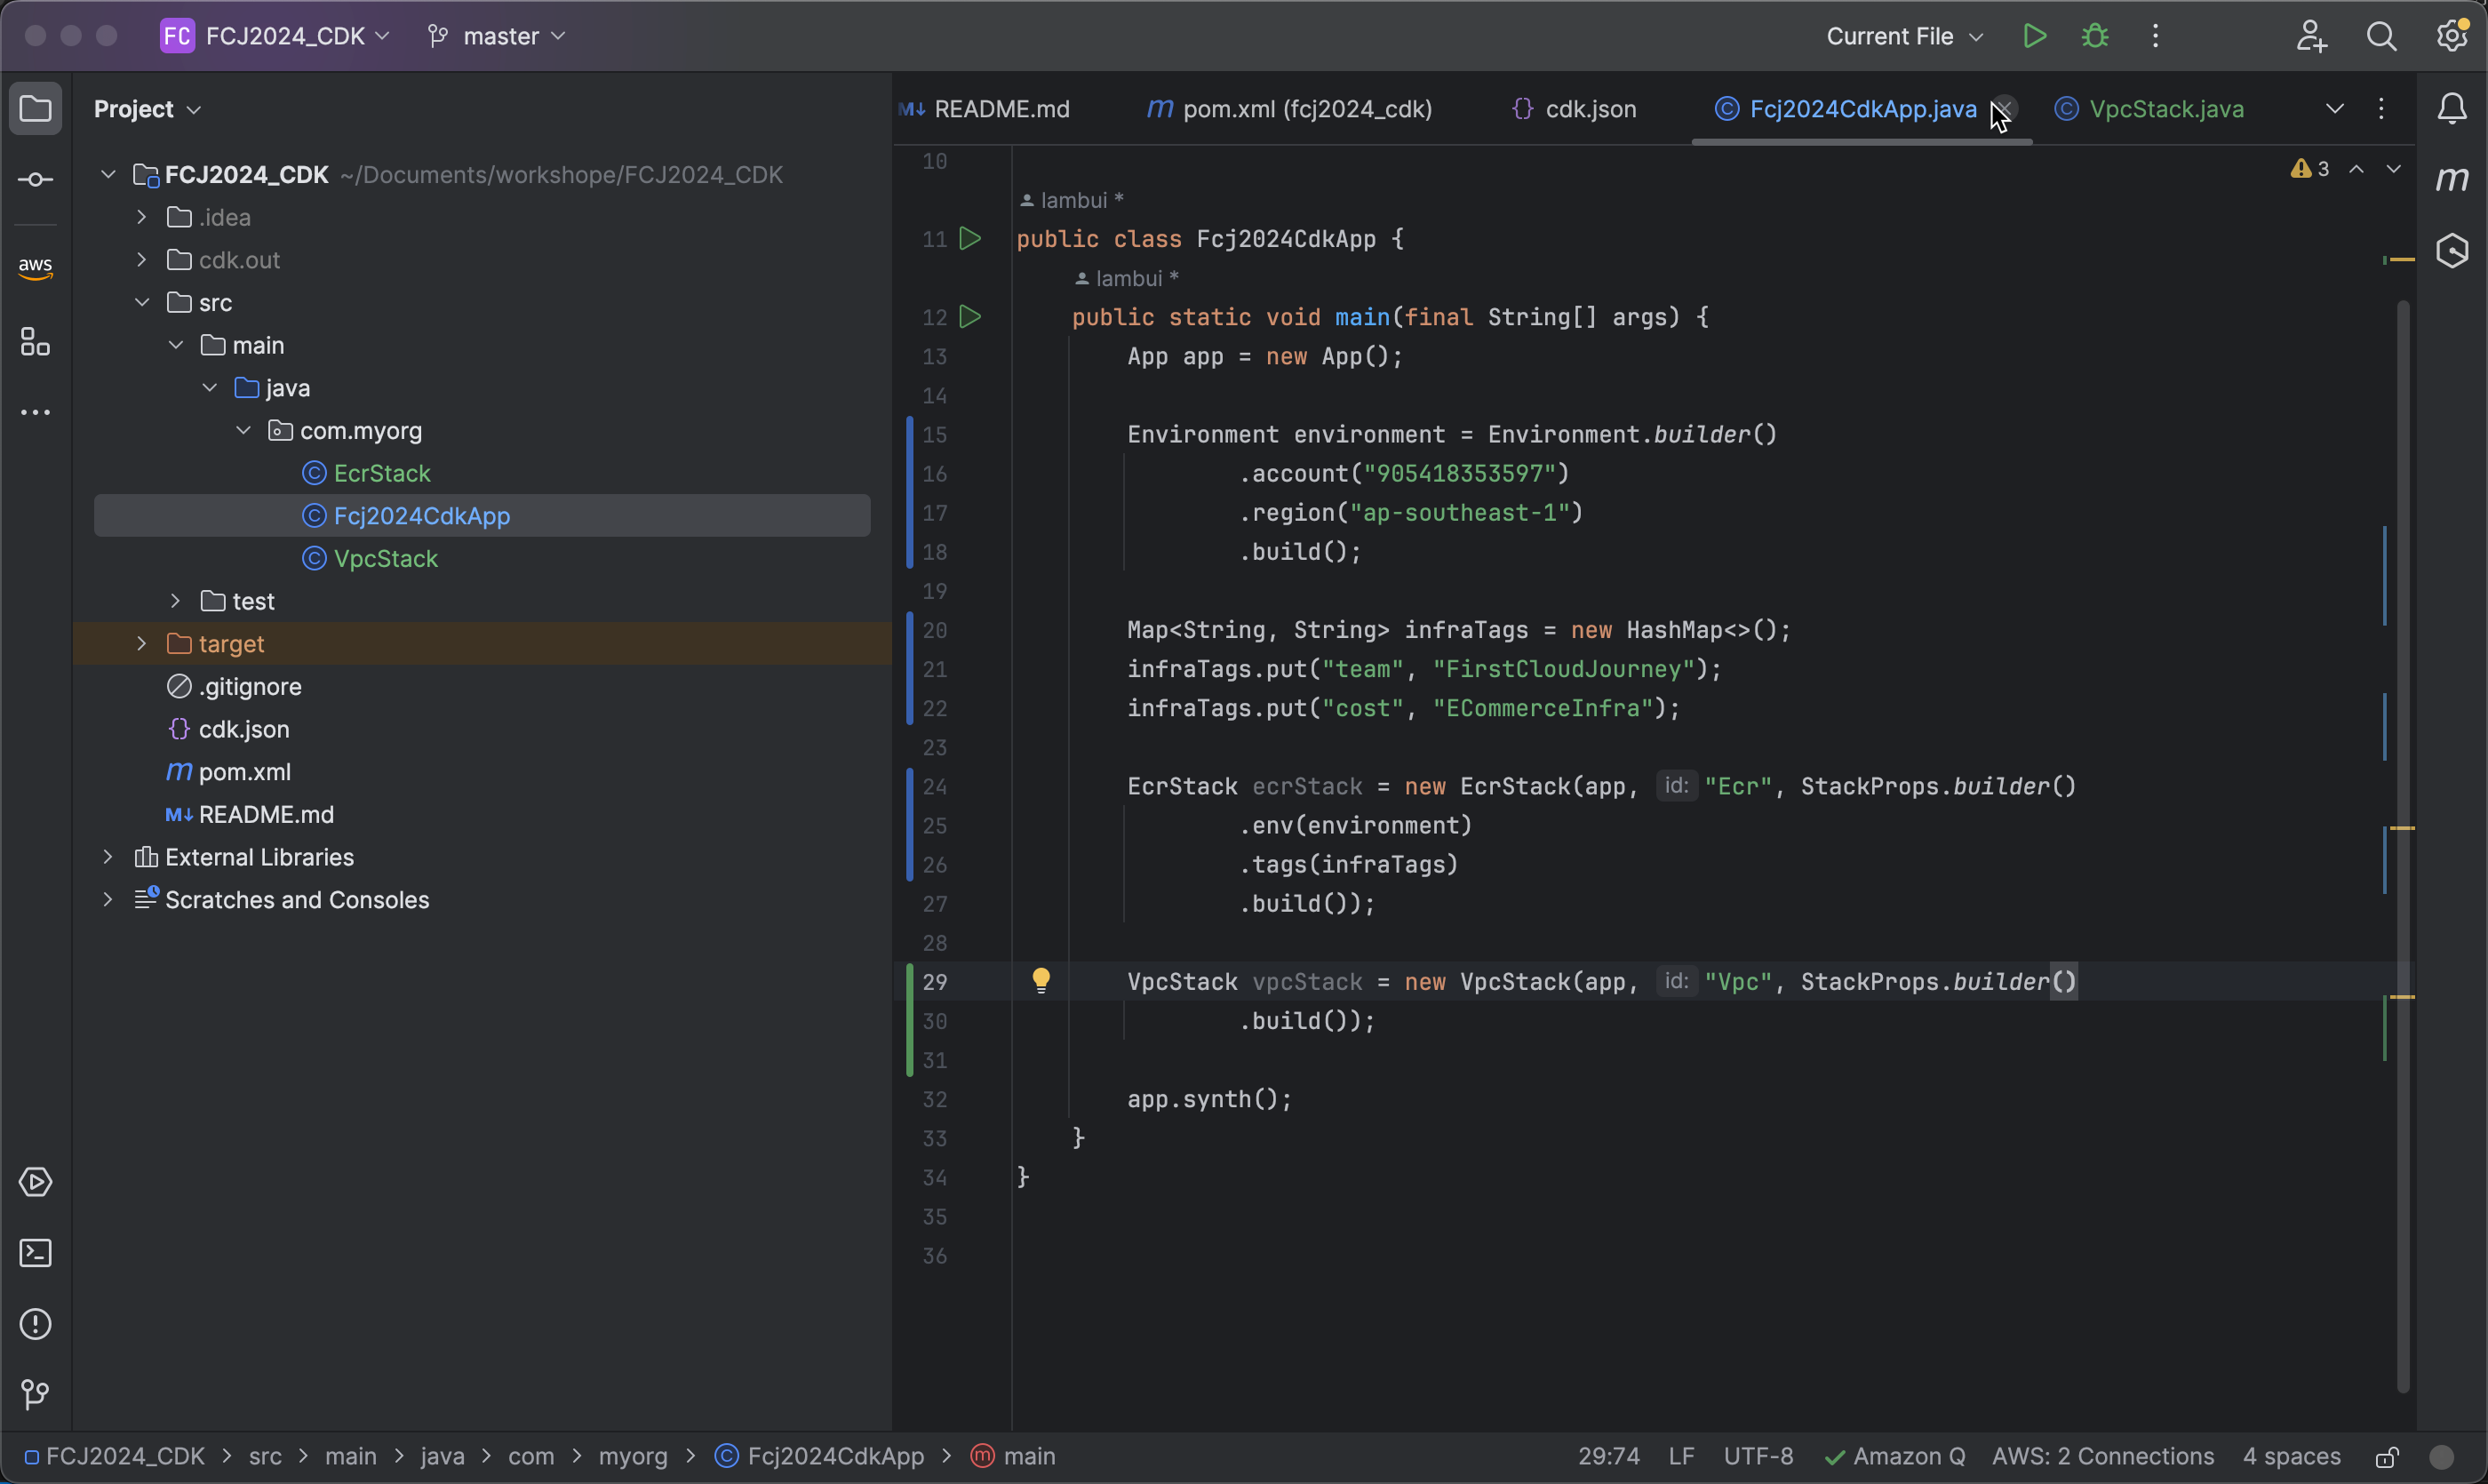 FC FCJ2024_CDK master Current File
Project
README.md pom.xml (fcj2024_cdk) cdk.json Fcj2024CdkApp.java VpcStack.java
FCJ2024_CDK ~/Documents/workshope/FCJ2024_CDK
.idea
cdk.out
src
main
java
com.myorg
EcrStack
Fcj2024CdkApp
VpcStack
test
target
.gitignore
cdk.json
pom.xml
README.md
External Libraries
Scratches and Consoles
aws
3
10
lambui *
11 public class Fcj2024CdkApp {
lambui *
12 public static void main(final String[] args) {
13 App app = new App();
14
15 Environment environment = Environment.builder()
16 .account("905418353597")
17 .region("ap-southeast-1")
18 .build();
19
20 Map<String, String> infraTags = new HashMap<>();
21 infraTags.put("team", "FirstCloudJourney");
22 infraTags.put("cost", "ECommerceInfra");
23
24 EcrStack ecrStack = new EcrStack(app, id: "Ecr", StackProps.builder()
25 .env(environment)
26 .tags(infraTags)
27 .build());
28
29 VpcStack vpcStack = new VpcStack(app, id: "Vpc", StackProps.builder()
30 .build());
31
32 app.synth();
33 }
34 }
35
36
FCJ2024_CDK > src > main > java > com > myorg > Fcj2024CdkApp > main 29:74 LF UTF-8 Amazon Q AWS: 2 Connections 4 spaces